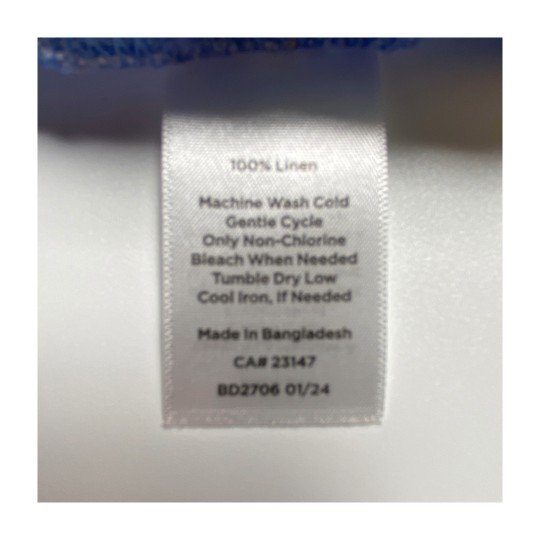 100% Linen
Machine Wash Cold
Gentle Cycle
Only Non-Chlorine
Bleach When Needed
Tumble Dry Low
Cool Iron, If Needed
Made In Bangladesh
CA# 23147
BD2706 01/24